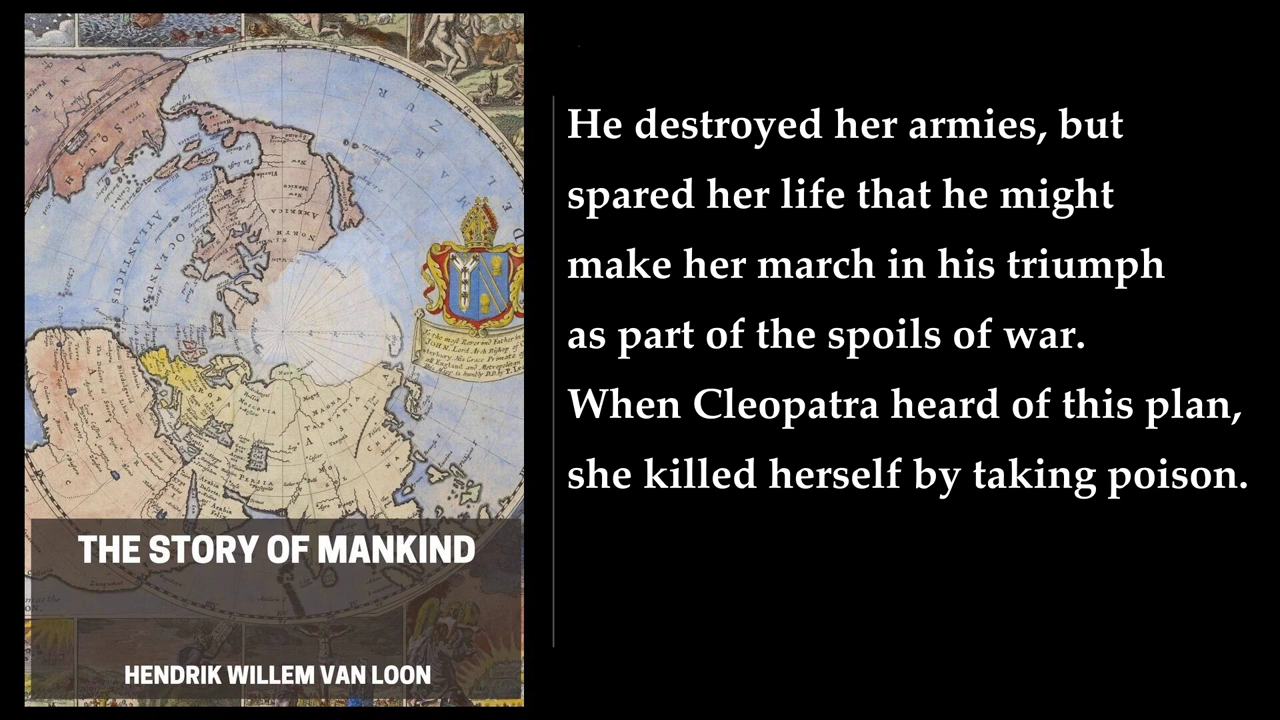 He destroyed her armies, but
spared her life that he might
make her march in his triumph
as part of the spoils of war.
When Cleopatra heard of this plan,
she killed herself by taking poison.
THE STORY OF MANKIND
HENDRIK WILLEM VAN LOON